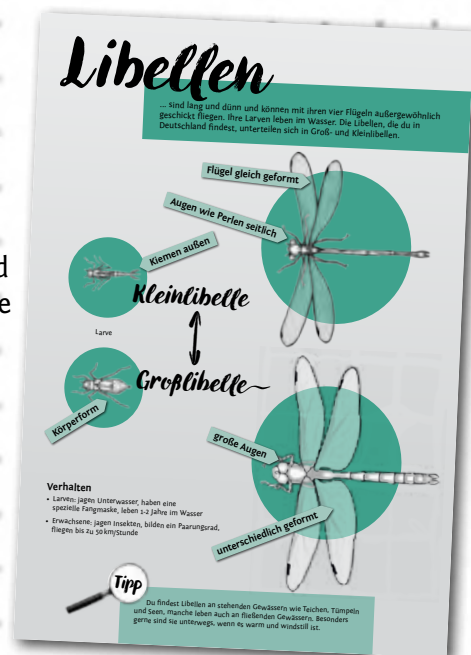 Libellen
... sind lang und dünn und können mit ihren vier Flügeln außergewöhnlich
geschickt fliegen. Ihre Larven leben im Wasser. Die Libellen, die du in
Deutschland findest, unterteilen sich in Groß- und Kleinlibellen.
Flügel gleich geformt
Augen wie Perlen seitlich
Kiemen außen
Kleinlibelle
Larve
Großlibelle
Körperform
große Augen
unterschiedlich geformt
Verhalten
• Larven: jagen Unterwasser, haben eine
spezielle Fangmaske, leben 1-2 Jahre im Wasser
• Erwachsene: jagen Insekten, bilden ein Paarungsrad,
fliegen bis zu 50 km/stunde
Tipp
Du findest Libellen an stehenden Gewässern wie Teichen, Tümpeln
und Seen, manche leben auch an fließenden Gewässern. Besonders
gerne sind sie unterwegs, wenn es warm und windstill ist.